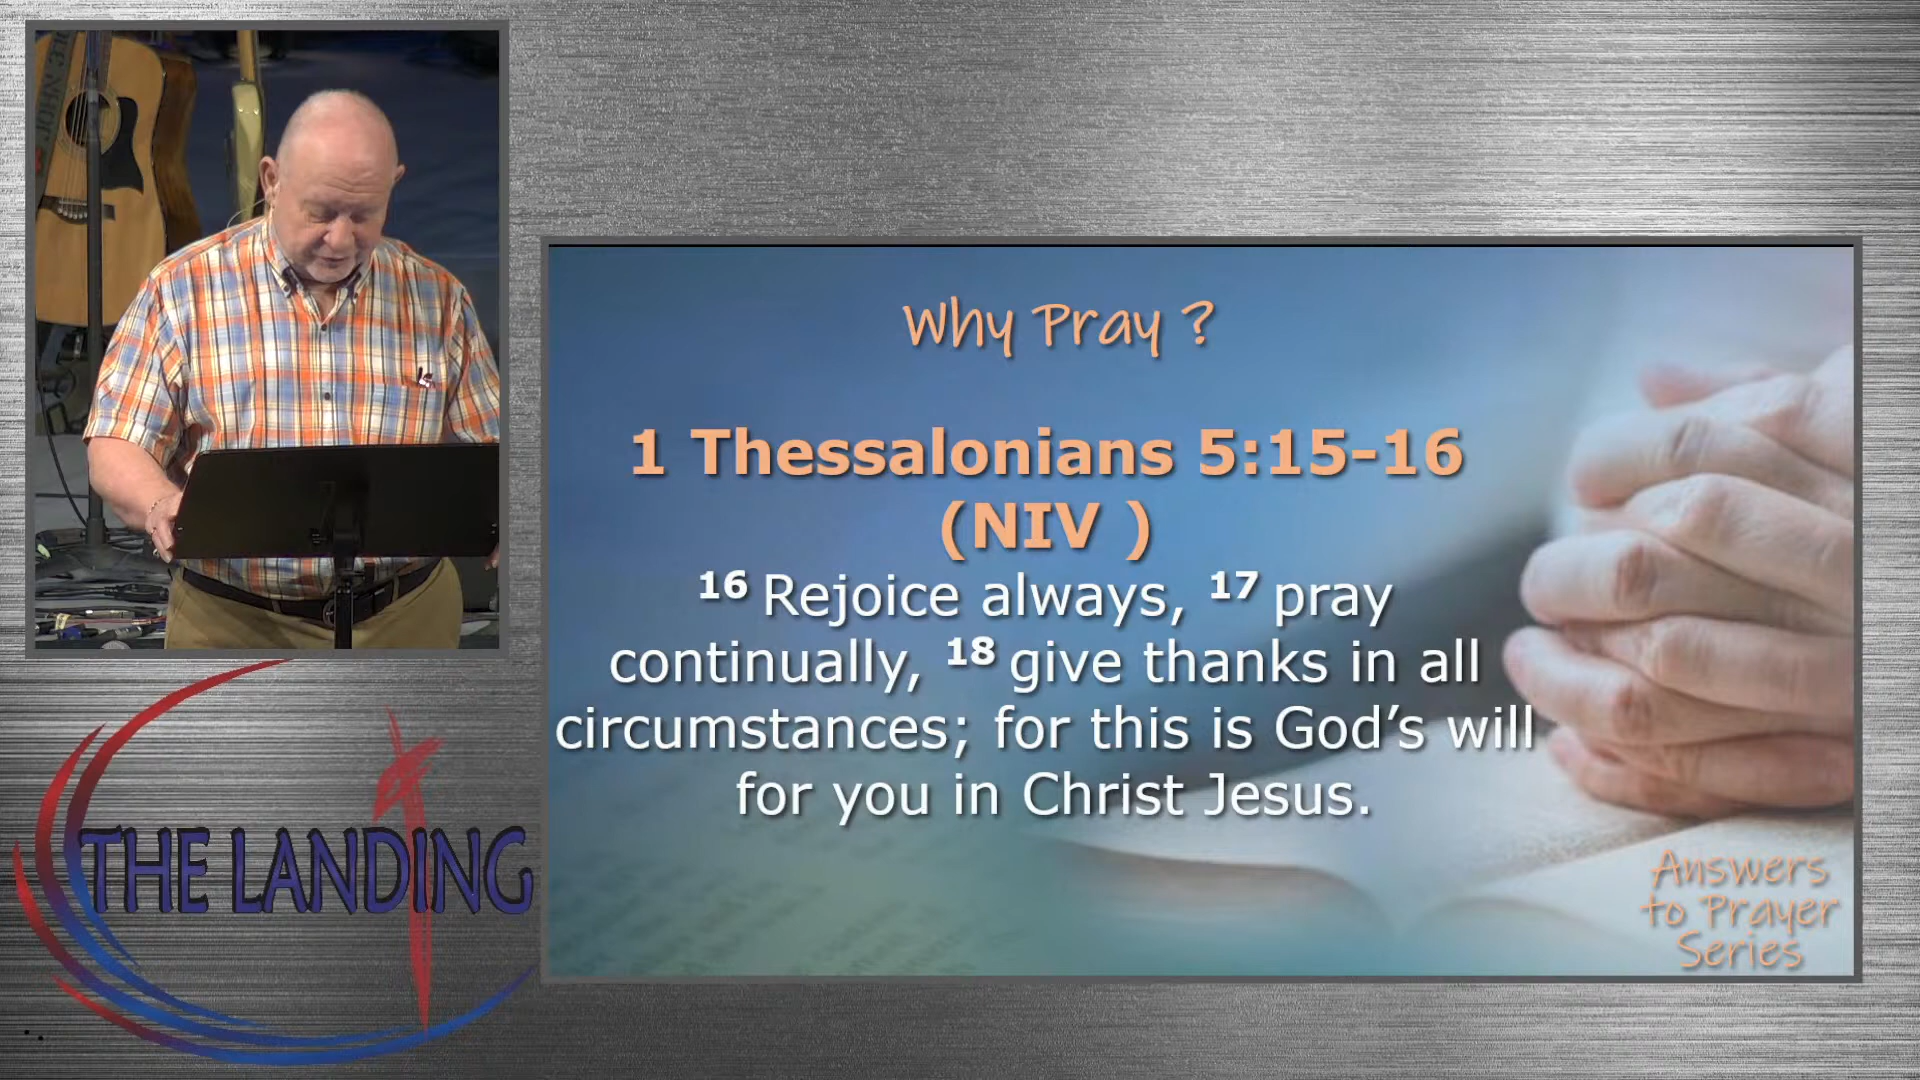 Why Pray ?
1 Thessalonians 5:15-16
(NIV )
16 Rejoice always, 17 pray
continually, 18 give thanks in all
circumstances; for this is God’s will
for you in Christ Jesus.
Answers
to Prayer
Series
THE LANDING